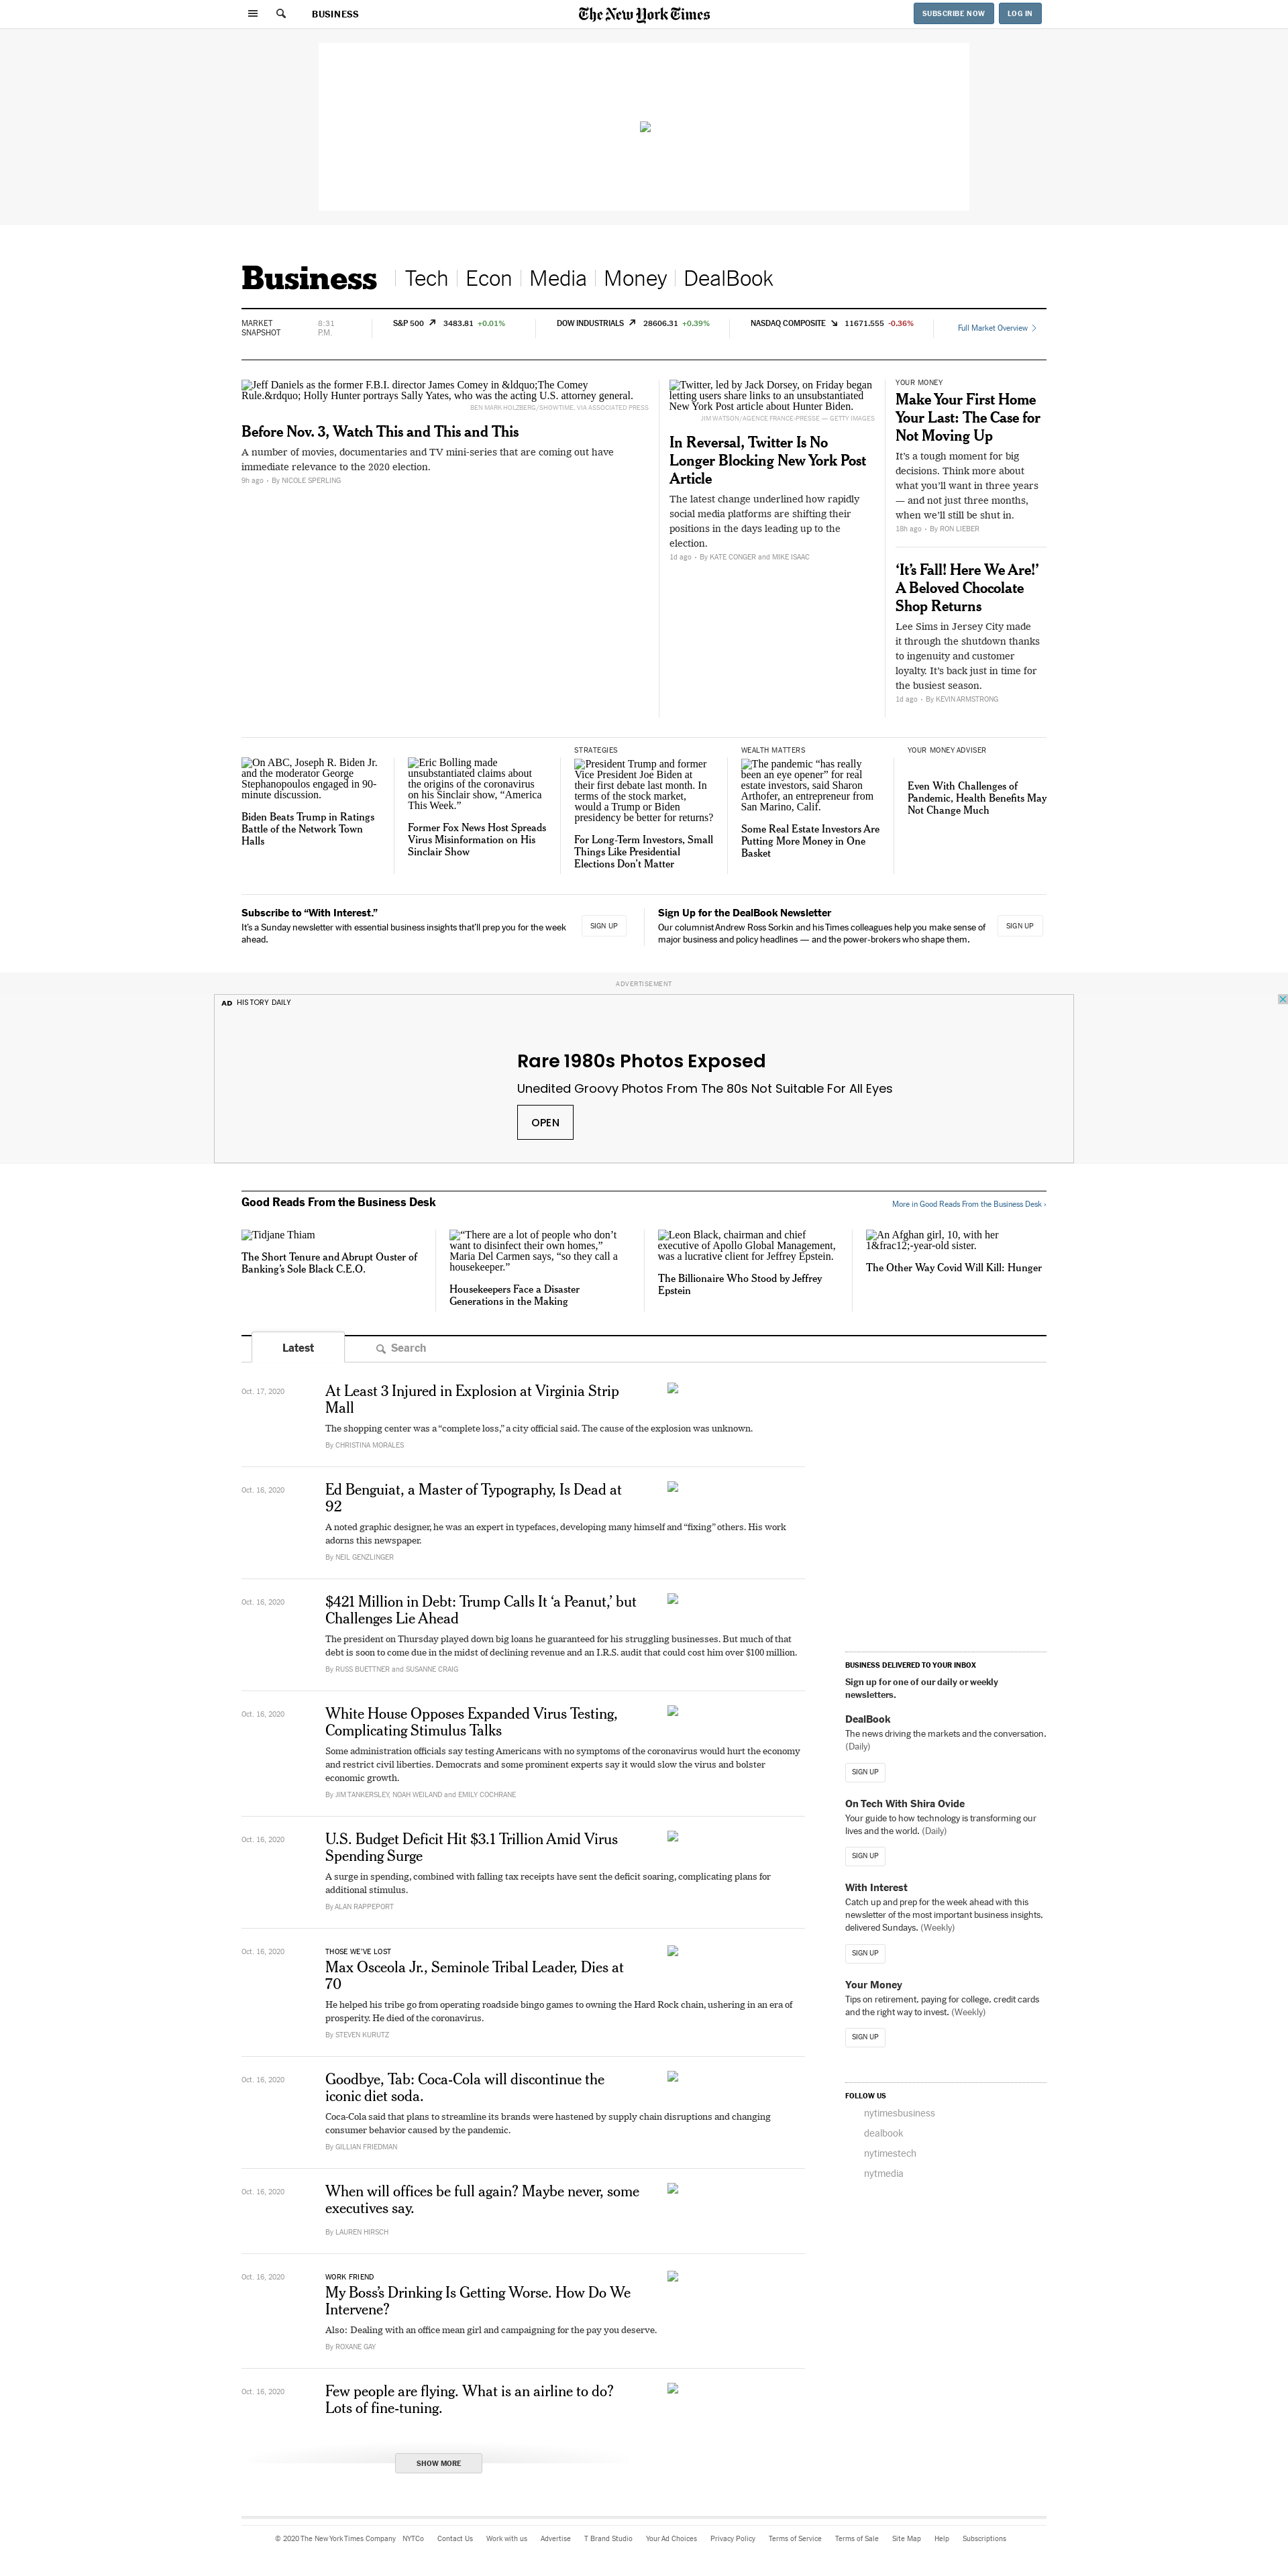 BUSINESS
The New York Times
SUBSCRIBE NOW
LOG IN
Business
Tech
Econ
Media
Money
DealBook
MARKET
SNAPSHOT
8:31
P.M.
S&P 500 3483.81 +0.01%
DOW INDUSTRIALS 28606.31 +0.39%
NASDAQ COMPOSITE 11671.555 -0.36%
Full Market Overview
Jeff Daniels as the former F.B.I. director James Comey in &ldquo;The Comey
Rule.&rdquo; Holly Hunter portrays Sally Yates, who was the acting U.S. attorney general.
BEN MARK HOLZBERG/SHOWTIME, VIA ASSOCIATED PRESS
Before Nov. 3, Watch This and This and This
A number of movies, documentaries and TV mini-series that are coming out have
immediate relevance to the 2020 election.
9h ago • By NICOLE SPERLING
Twitter, led by Jack Dorsey, on Friday began
letting users share links to an unsubstantiated
New York Post article about Hunter Biden.
JIM WATSON/AGENCE FRANCE-PRESSE — GETTY IMAGES
In Reversal, Twitter Is No
Longer Blocking New York Post
Article
The latest change underlined how rapidly
social media platforms are shifting their
positions in the days leading up to the
election.
1d ago • By KATE CONGER and MIKE ISAAC
YOUR MONEY
Make Your First Home
Your Last: The Case for
Not Moving Up
It’s a tough moment for big
decisions. Think more about
what you’ll want in three years
— and not just three months,
when we’ll still be shut in.
18h ago • By RON LIEBER
‘It’s Fall! Here We Are!’
A Beloved Chocolate
Shop Returns
Lee Sims in Jersey City made
it through the shutdown thanks
to ingenuity and customer
loyalty. It’s back just in time for
the busiest season.
1d ago • By KEVIN ARMSTRONG
On ABC, Joseph R. Biden Jr.
and the moderator George
Stephanopoulos engaged in 90-
minute discussion.
Biden Beats Trump in Ratings
Battle of the Network Town
Halls
Eric Bolling made
unsubstantiated claims about
the origins of the coronavirus
on his Sinclair show, “America
This Week.”
Former Fox News Host Spreads
Virus Misinformation on His
Sinclair Show
STRATEGIES
President Trump and former
Vice President Joe Biden at
their first debate last month. In
terms of the stock market,
would a Trump or Biden
presidency be better for returns?
For Long-Term Investors, Small
Things Like Presidential
Elections Don’t Matter
WEALTH MATTERS
The pandemic “has really
been an eye opener” for real
estate investors, said Sharon
Arthofer, an entrepreneur from
San Marino, Calif.
Some Real Estate Investors Are
Putting More Money in One
Basket
YOUR MONEY ADVISER
Even With Challenges of
Pandemic, Health Benefits May
Not Change Much
Subscribe to “With Interest.”
It’s a Sunday newsletter with essential business insights that’ll prep you for the week
ahead.
SIGN UP
Sign Up for the DealBook Newsletter
Our columnist Andrew Ross Sorkin and his Times colleagues help you make sense of
major business and policy headlines — and the power-brokers who shape them.
SIGN UP
ADVERTISEMENT
AD HISTORY DAILY
Rare 1980s Photos Exposed
Unedited Groovy Photos From The 80s Not Suitable For All Eyes
OPEN
Good Reads From the Business Desk
More in Good Reads From the Business Desk ›
Tidjane Thiam
The Short Tenure and Abrupt Ouster of
Banking’s Sole Black C.E.O.
“There are a lot of people who don’t
want to disinfect their own homes,”
Maria Del Carmen says, “so they call a
housekeeper.”
Housekeepers Face a Disaster
Generations in the Making
Leon Black, chairman and chief
executive of Apollo Global Management,
was a lucrative client for Jeffrey Epstein.
The Billionaire Who Stood by Jeffrey
Epstein
An Afghan girl, 10, with her
1&frac12;-year-old sister.
The Other Way Covid Will Kill: Hunger
Latest
Search
Oct. 17, 2020
At Least 3 Injured in Explosion at Virginia Strip
Mall
The shopping center was a “complete loss,” a city official said. The cause of the explosion was unknown.
By CHRISTINA MORALES
Oct. 16, 2020
Ed Benguiat, a Master of Typography, Is Dead at
92
A noted graphic designer, he was an expert in typefaces, developing many himself and “fixing” others. His work
adorns this newspaper.
By NEIL GENZLINGER
Oct. 16, 2020
$421 Million in Debt: Trump Calls It ‘a Peanut,’ but
Challenges Lie Ahead
The president on Thursday played down big loans he guaranteed for his struggling businesses. But much of that
debt is soon to come due in the midst of declining revenue and an I.R.S. audit that could cost him over $100 million.
By RUSS BUETTNER and SUSANNE CRAIG
Oct. 16, 2020
White House Opposes Expanded Virus Testing,
Complicating Stimulus Talks
Some administration officials say testing Americans with no symptoms of the coronavirus would hurt the economy
and restrict civil liberties. Democrats and some prominent experts say it would slow the virus and bolster
economic growth.
By JIM TANKERSLEY, NOAH WEILAND and EMILY COCHRANE
Oct. 16, 2020
U.S. Budget Deficit Hit $3.1 Trillion Amid Virus
Spending Surge
A surge in spending, combined with falling tax receipts have sent the deficit soaring, complicating plans for
additional stimulus.
By ALAN RAPPEPORT
Oct. 16, 2020
THOSE WE’VE LOST
Max Osceola Jr., Seminole Tribal Leader, Dies at
70
He helped his tribe go from operating roadside bingo games to owning the Hard Rock chain, ushering in an era of
prosperity. He died of the coronavirus.
By STEVEN KURUTZ
Oct. 16, 2020
Goodbye, Tab: Coca-Cola will discontinue the
iconic diet soda.
Coca-Cola said that plans to streamline its brands were hastened by supply chain disruptions and changing
consumer behavior caused by the pandemic.
By GILLIAN FRIEDMAN
Oct. 16, 2020
When will offices be full again? Maybe never, some
executives say.
By LAUREN HIRSCH
Oct. 16, 2020
WORK FRIEND
My Boss’s Drinking Is Getting Worse. How Do We
Intervene?
Also: Dealing with an office mean girl and campaigning for the pay you deserve.
By ROXANE GAY
Oct. 16, 2020
Few people are flying. What is an airline to do?
Lots of fine-tuning.
SHOW MORE
BUSINESS DELIVERED TO YOUR INBOX
Sign up for one of our daily or weekly
newsletters.
DealBook
The news driving the markets and the conversation.
(Daily)
SIGN UP
On Tech With Shira Ovide
Your guide to how technology is transforming our
lives and the world. (Daily)
SIGN UP
With Interest
Catch up and prep for the week ahead with this
newsletter of the most important business insights,
delivered Sundays. (Weekly)
SIGN UP
Your Money
Tips on retirement, paying for college, credit cards
and the right way to invest. (Weekly)
SIGN UP
FOLLOW US
nytimesbusiness
dealbook
nytimestech
nytmedia
© 2020 The New York Times Company NYTCo Contact Us Work with us Advertise T Brand Studio Your Ad Choices Privacy Policy Terms of Service Terms of Sale Site Map Help Subscriptions